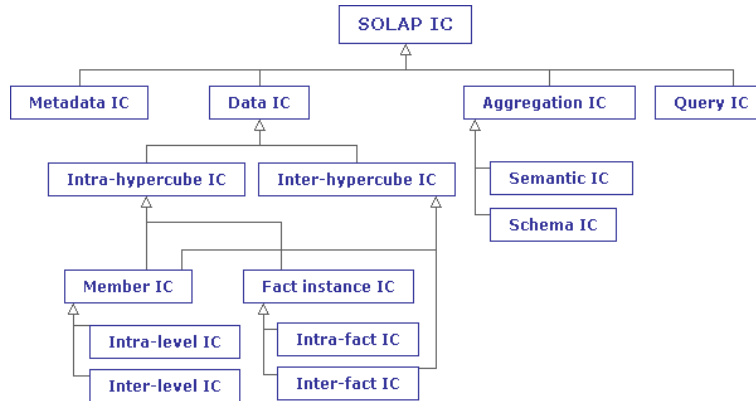 SOLAP IC
Metadata IC
Data IC
Aggregation IC
Query IC
Intra-hypercube IC
Inter-hypercube IC
Semantic IC
Schema IC
Member IC
Fact instance IC
Intra-level IC
Intra-fact IC
Inter-level IC
Inter-fact IC